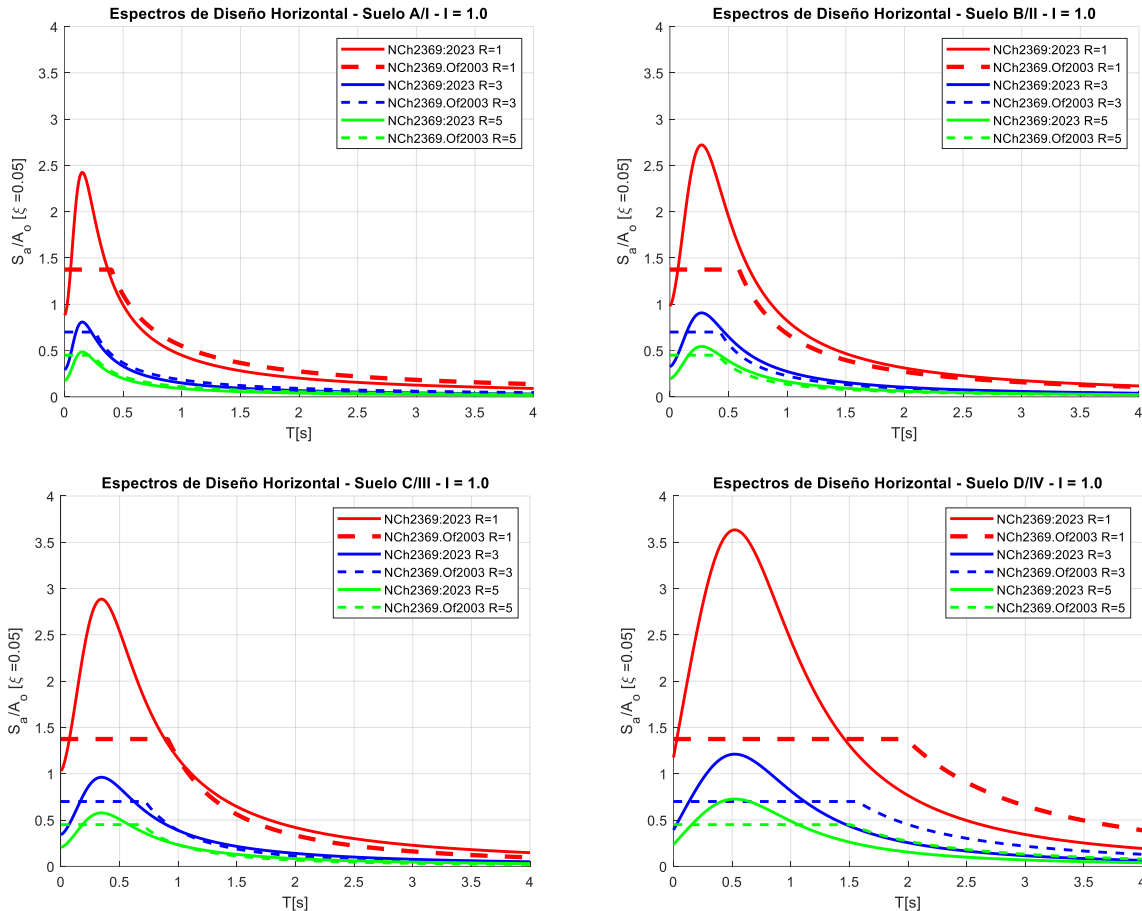 Espectros de Diseño Horizontal - Suelo A/I - I = 1.0
4
3.5
3
2.5
2
1.5
1
0.5
0
S_a/A_o [ξ =0.05]
NCh2369:2023 R=1
NCh2369.Of2003 R=1
NCh2369:2023 R=3
NCh2369.Of2003 R=3
NCh2369:2023 R=5
NCh2369.Of2003 R=5
0 0.5 1 1.5 2 2.5 3 3.5 4
T[s]
Espectros de Diseño Horizontal - Suelo B/II - I = 1.0
4
3.5
3
2.5
2
1.5
1
0.5
0
S_a/A_o [ξ =0.05]
NCh2369:2023 R=1
NCh2369.Of2003 R=1
NCh2369:2023 R=3
NCh2369.Of2003 R=3
NCh2369:2023 R=5
NCh2369.Of2003 R=5
0 0.5 1 1.5 2 2.5 3 3.5 4
T[s]
Espectros de Diseño Horizontal - Suelo C/III - I = 1.0
4
3.5
3
2.5
2
1.5
1
0.5
0
S_a/A_o [ξ =0.05]
NCh2369:2023 R=1
NCh2369.Of2003 R=1
NCh2369:2023 R=3
NCh2369.Of2003 R=3
NCh2369:2023 R=5
NCh2369.Of2003 R=5
0 0.5 1 1.5 2 2.5 3 3.5 4
T[s]
Espectros de Diseño Horizontal - Suelo D/IV - I = 1.0
4
3.5
3
2.5
2
1.5
1
0.5
0
S_a/A_o [ξ =0.05]
NCh2369:2023 R=1
NCh2369.Of2003 R=1
NCh2369:2023 R=3
NCh2369.Of2003 R=3
NCh2369:2023 R=5
NCh2369.Of2003 R=5
0 0.5 1 1.5 2 2.5 3 3.5 4
T[s]